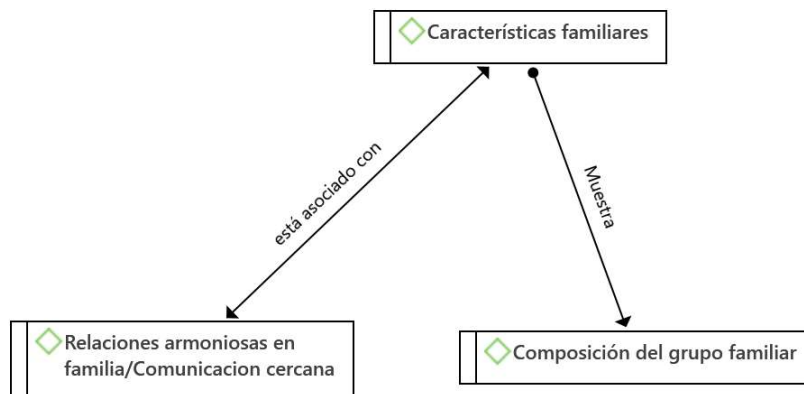 Características familiares
está asociado con
Muestra
Relaciones armoniosas en
familia/Comunicacion cercana
Composición del grupo familiar